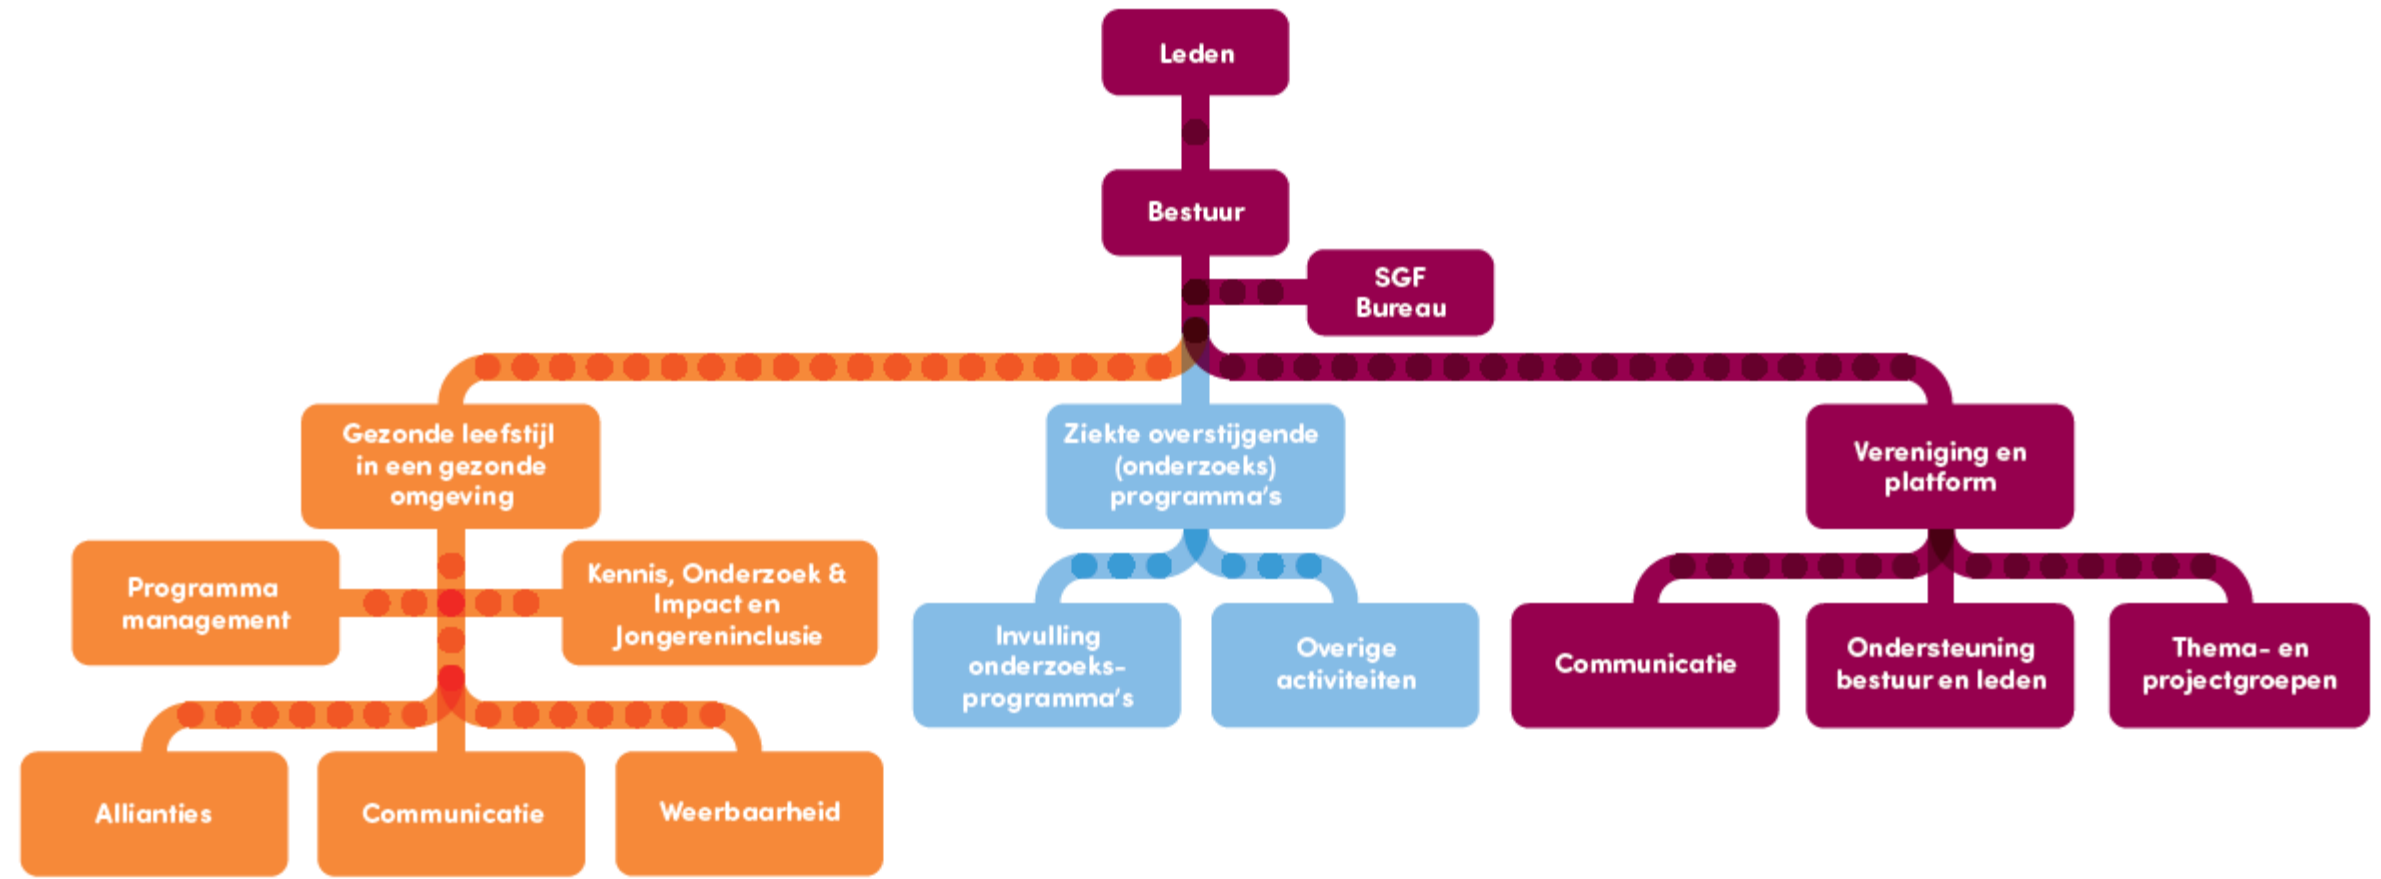 Leden
Bestuur
SGF
Bureau
Gezonde leefstijl
in een gezonde
omgeving
Ziekte overstijgende
(onderzoeks)
programma's
Vereniging en
platform
Programma
management
Kennis, Onderzoek &
Impact en
Jongereninclusie
Invulling
onderzoeks-
programma's
Overige
activiteiten
Communicatie
Ondersteuning
bestuur en leden
Thema- en
projectgroepen
Allianties
Communicatie
Weerbaarheid